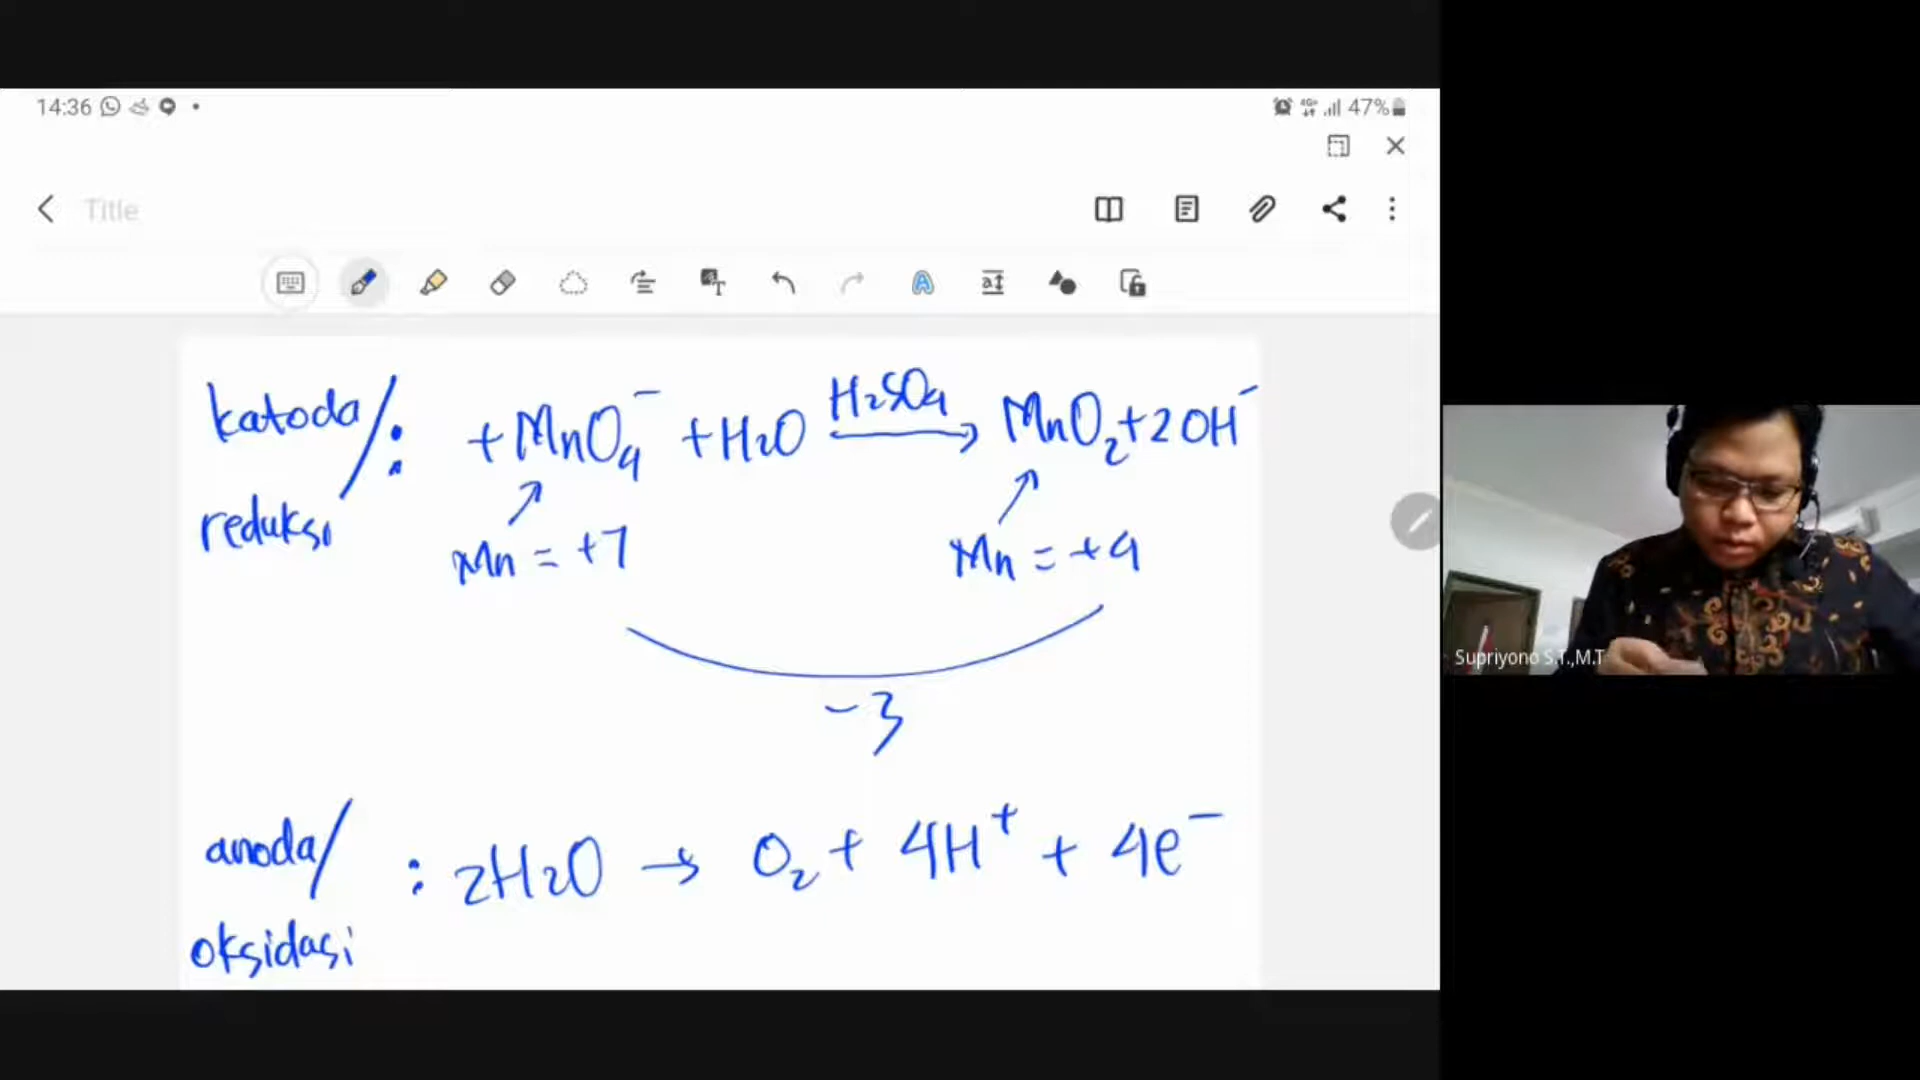 14:36
47%
Title
katoda/ : + MnO4⁻ + H2O H2SO4→ MnO2 + 2OH⁻
reduksi
Mn = +7 Mn = +4
-3
anoda/ : 2H2O → O2 + 4H⁺ + 4e⁻
oksidasi
Supriyono S.T.,M.T